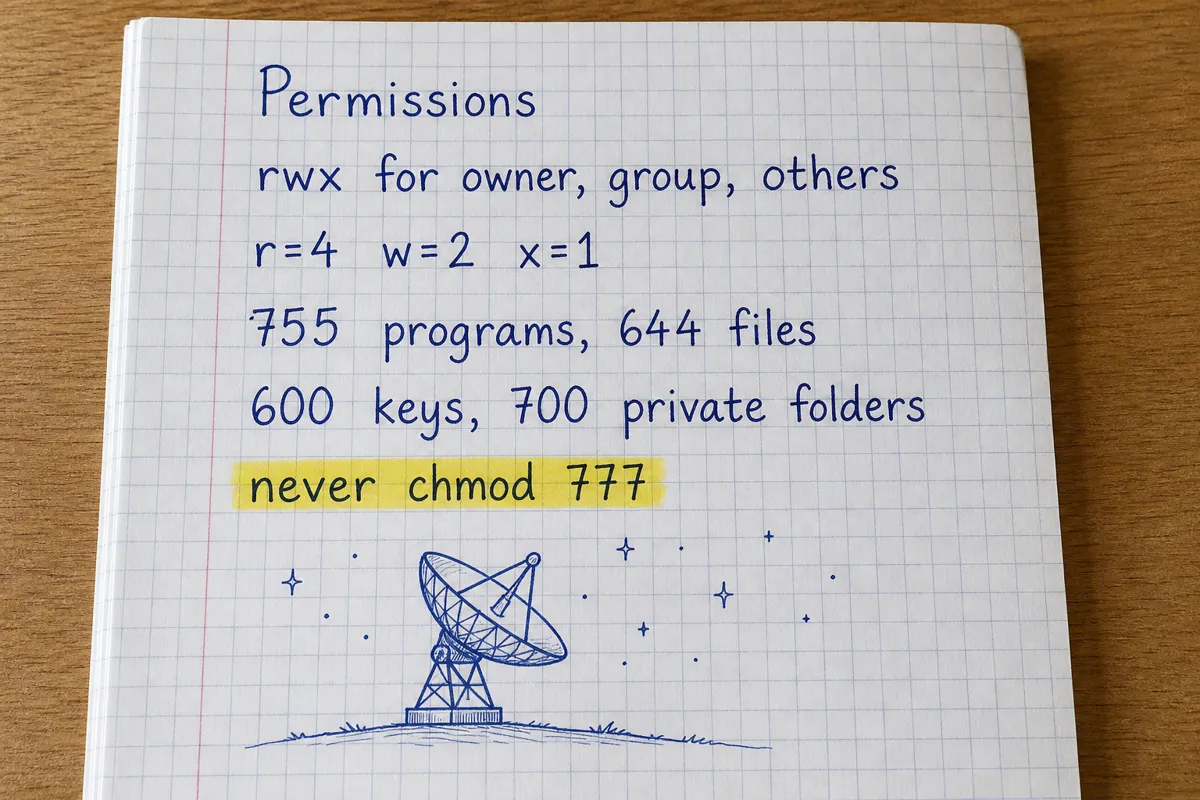 Permissions
rwx for owner, group, others
r=4 w=2 x=1
755 programs, 644 files
600 keys, 700 private folders
never chmod 777